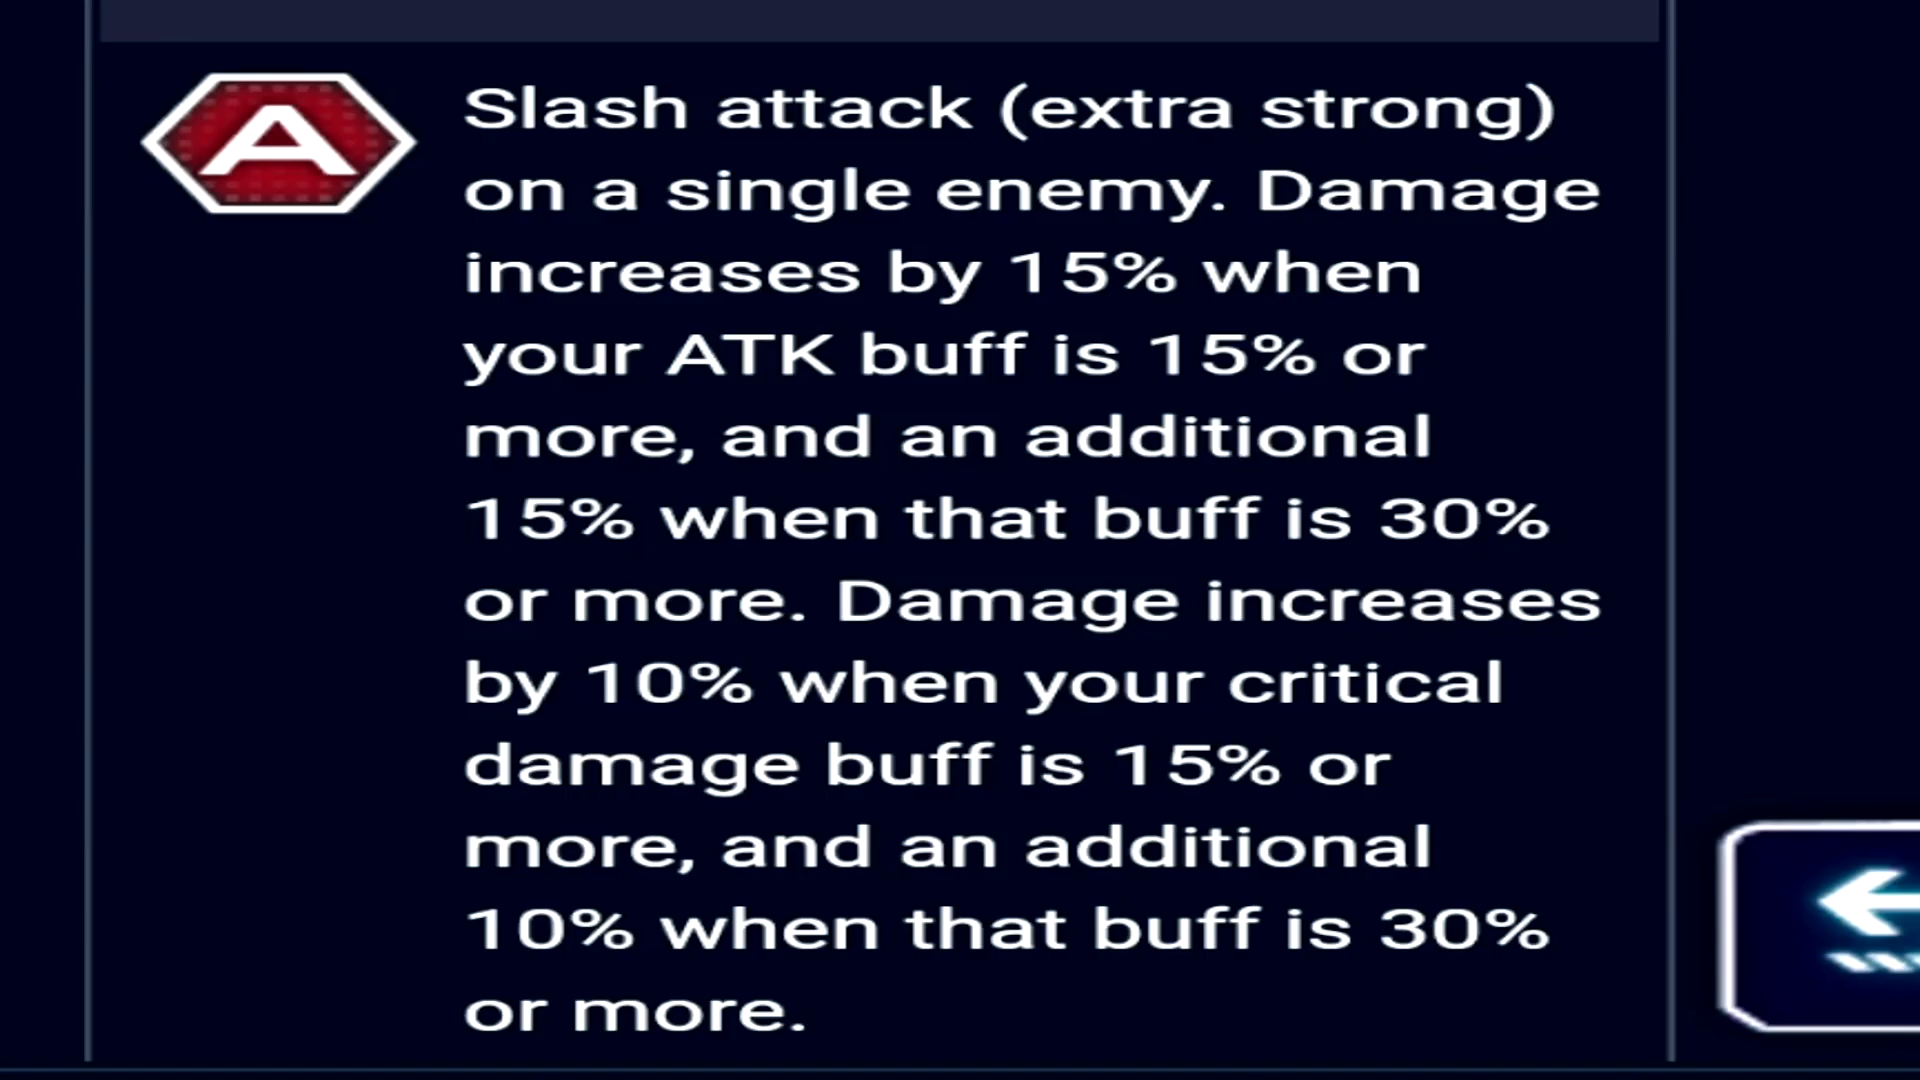 A
Slash attack (extra strong)
on a single enemy. Damage
increases by 15% when
your ATK buff is 15% or
more, and an additional
15% when that buff is 30%
or more. Damage increases
by 10% when your critical
damage buff is 15% or
more, and an additional
10% when that buff is 30%
or more.